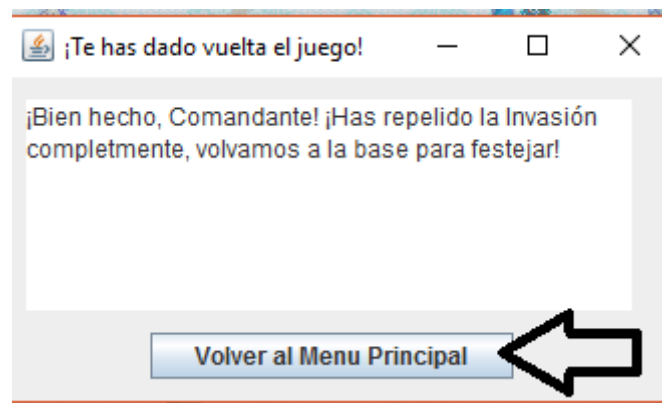 ¡Te has dado vuelta el juego!
¡Bien hecho, Comandante! ¡Has repelido la Invasión
completmente, volvamos a la base para festejar!
Volver al Menu Principal